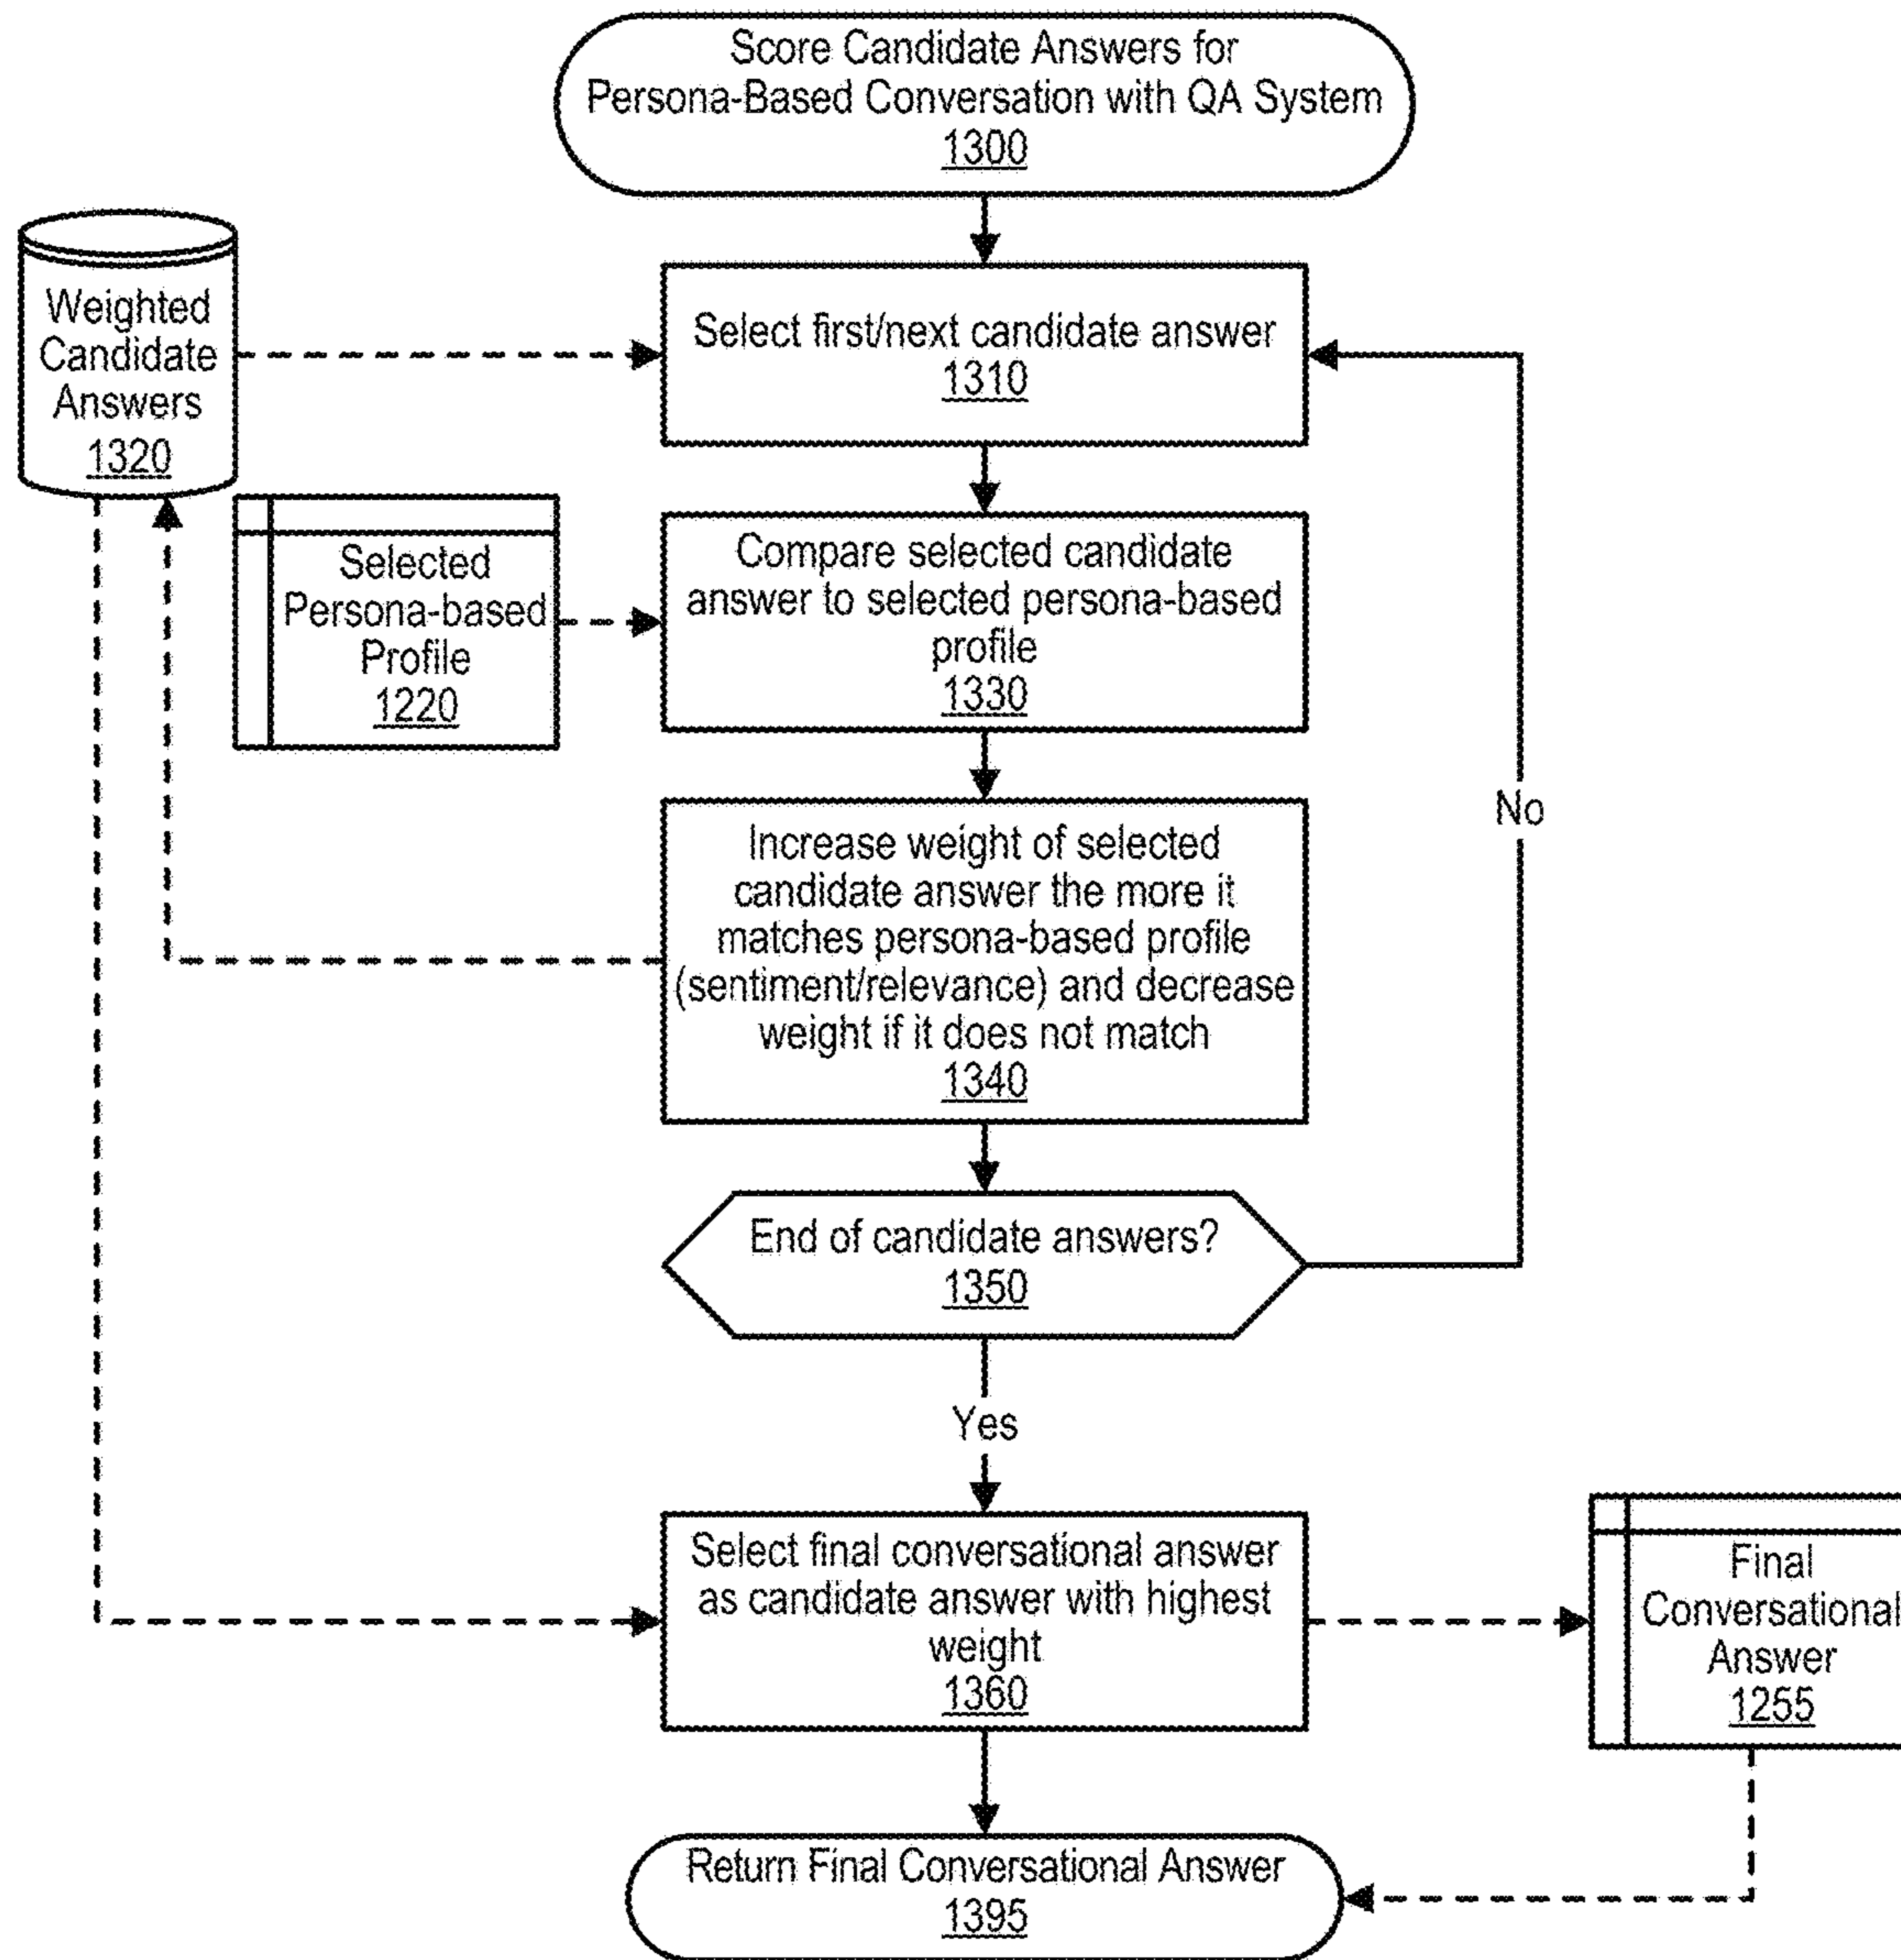 Score Candidate Answers for
Persona-Based Conversation with QA System
1300
Weighted
Candidate
Answers
1320
Select first/next candidate answer
1310
Selected
Persona-based
Profile
1220
Compare selected candidate
answer to selected persona-based
profile
1330
No
Increase weight of selected
candidate answer the more it
matches persona-based profile
(sentiment/relevance) and decrease
weight if it does not match
1340
End of candidate answers?
1350
Yes
Select final conversational answer
as candidate answer with highest
weight
1360
Final
Conversational
Answer
1255
Return Final Conversational Answer
1395